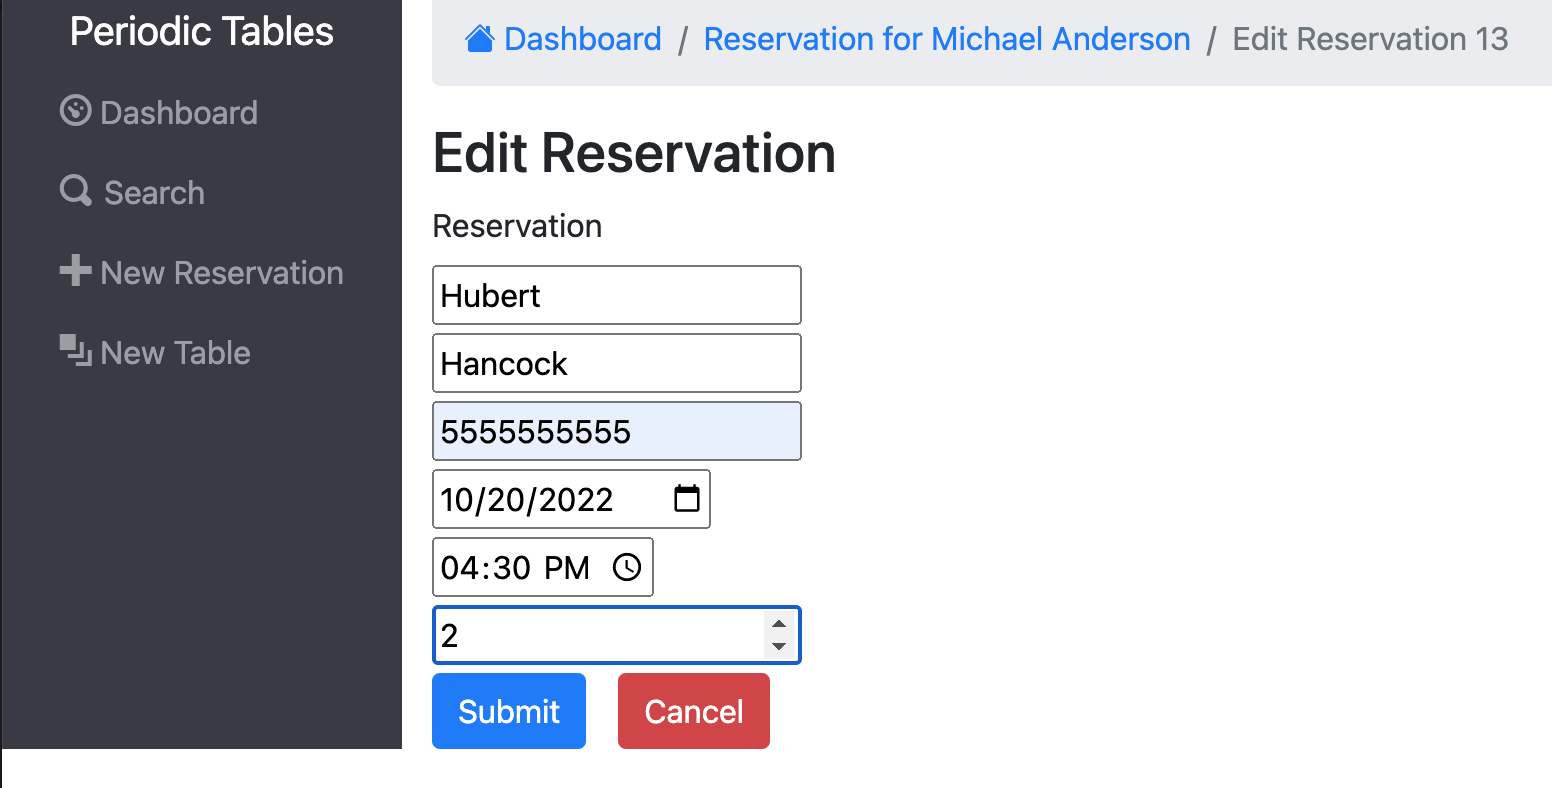 Periodic Tables
Dashboard
Search
New Reservation
New Table
Dashboard / Reservation for Michael Anderson / Edit Reservation 13
Edit Reservation
Reservation
Hubert
Hancock
5555555555
10/20/2022
04:30 PM
2
Submit Cancel